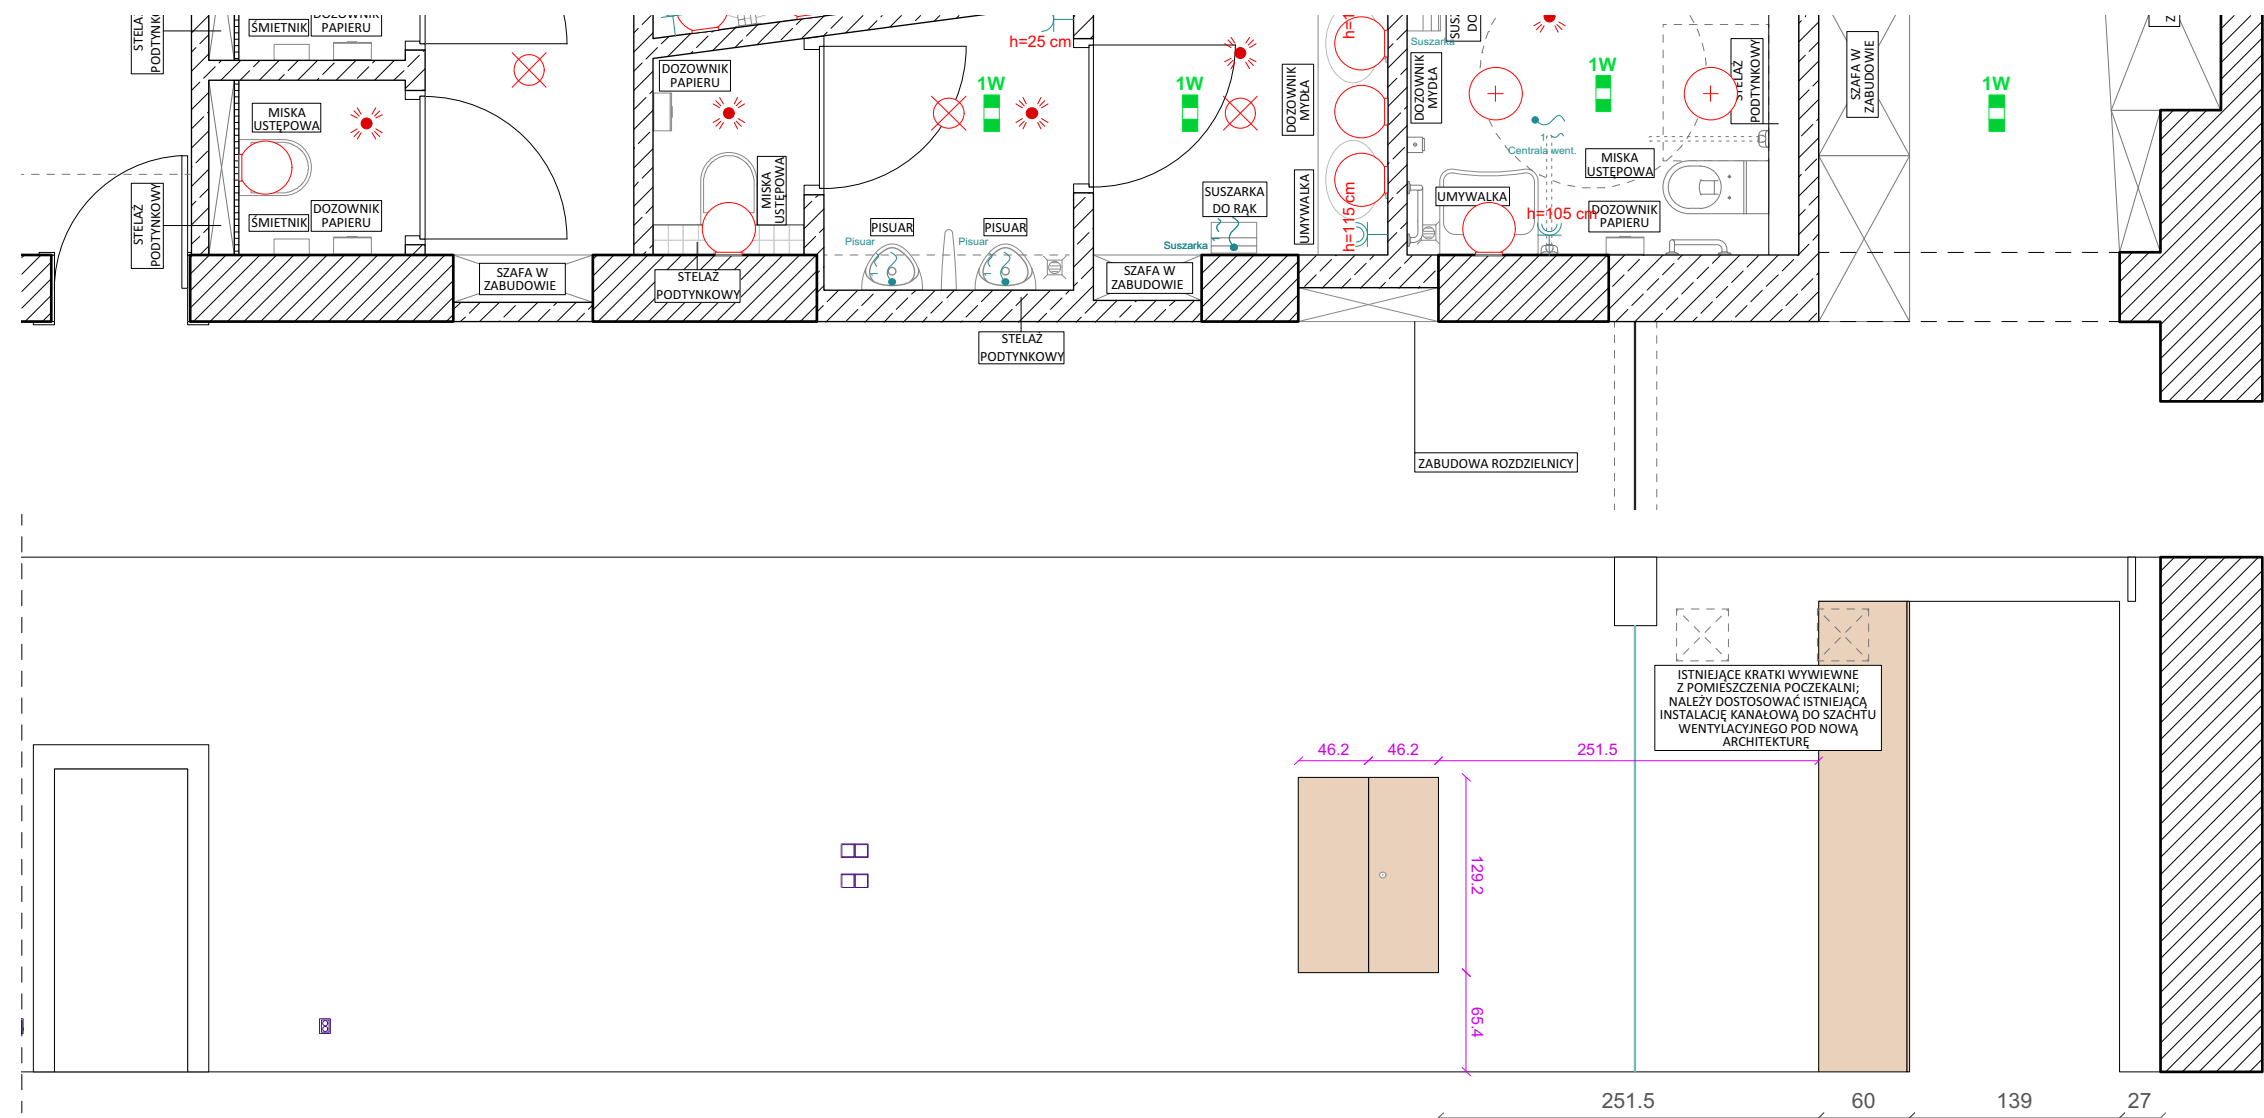 STELAŻ
PODTYNKOWY
ŚMIETNIK
DOZOWNIK
PAPIERU
MISKA
USTĘPOWA
STELAŻ
PODTYNKOWY
ŚMIETNIK
DOZOWNIK
PAPIERU
SZAFA W
ZABUDOWIE
DOZOWNIK
PAPIERU
MISKA
USTĘPOWA
STELAŻ
PODTYNKOWY
h=25 cm
1W
PISUAR
Pisuar
PISUAR
Pisuar
STELAŻ
PODTYNKOWY
1W
SUSZARKA
DO RĄK
Suszarka
SZAFA W
ZABUDOWIE
DOZOWNIK
MYDŁA
UMYWALKA
h=115 cm
Suszarka
DOZOWNIK
MYDŁA
1W
STELAŻ
PODTYNKOWY
1
Centrala went.
MISKA
USTĘPOWA
UMYWALKA
h=105 cm
DOZOWNIK
PAPIERU
SZAFA W
ZABUDOWIE
1W
ZABUDOWA ROZDZIELNICY
ISTNIEJĄCE KRATKI WYWIEWNE
Z POMIESZCZENIA POCZEKALNI;
NALEŻY DOSTOSOWAĆ ISTNIEJĄCĄ
INSTALACJĘ KANAŁOWĄ DO SZACHTU
WENTYLACYJNEGO POD NOWĄ
ARCHITEKTURĘ
46.2 46.2 251.5
129.2
65.4
251.5 60 139 27